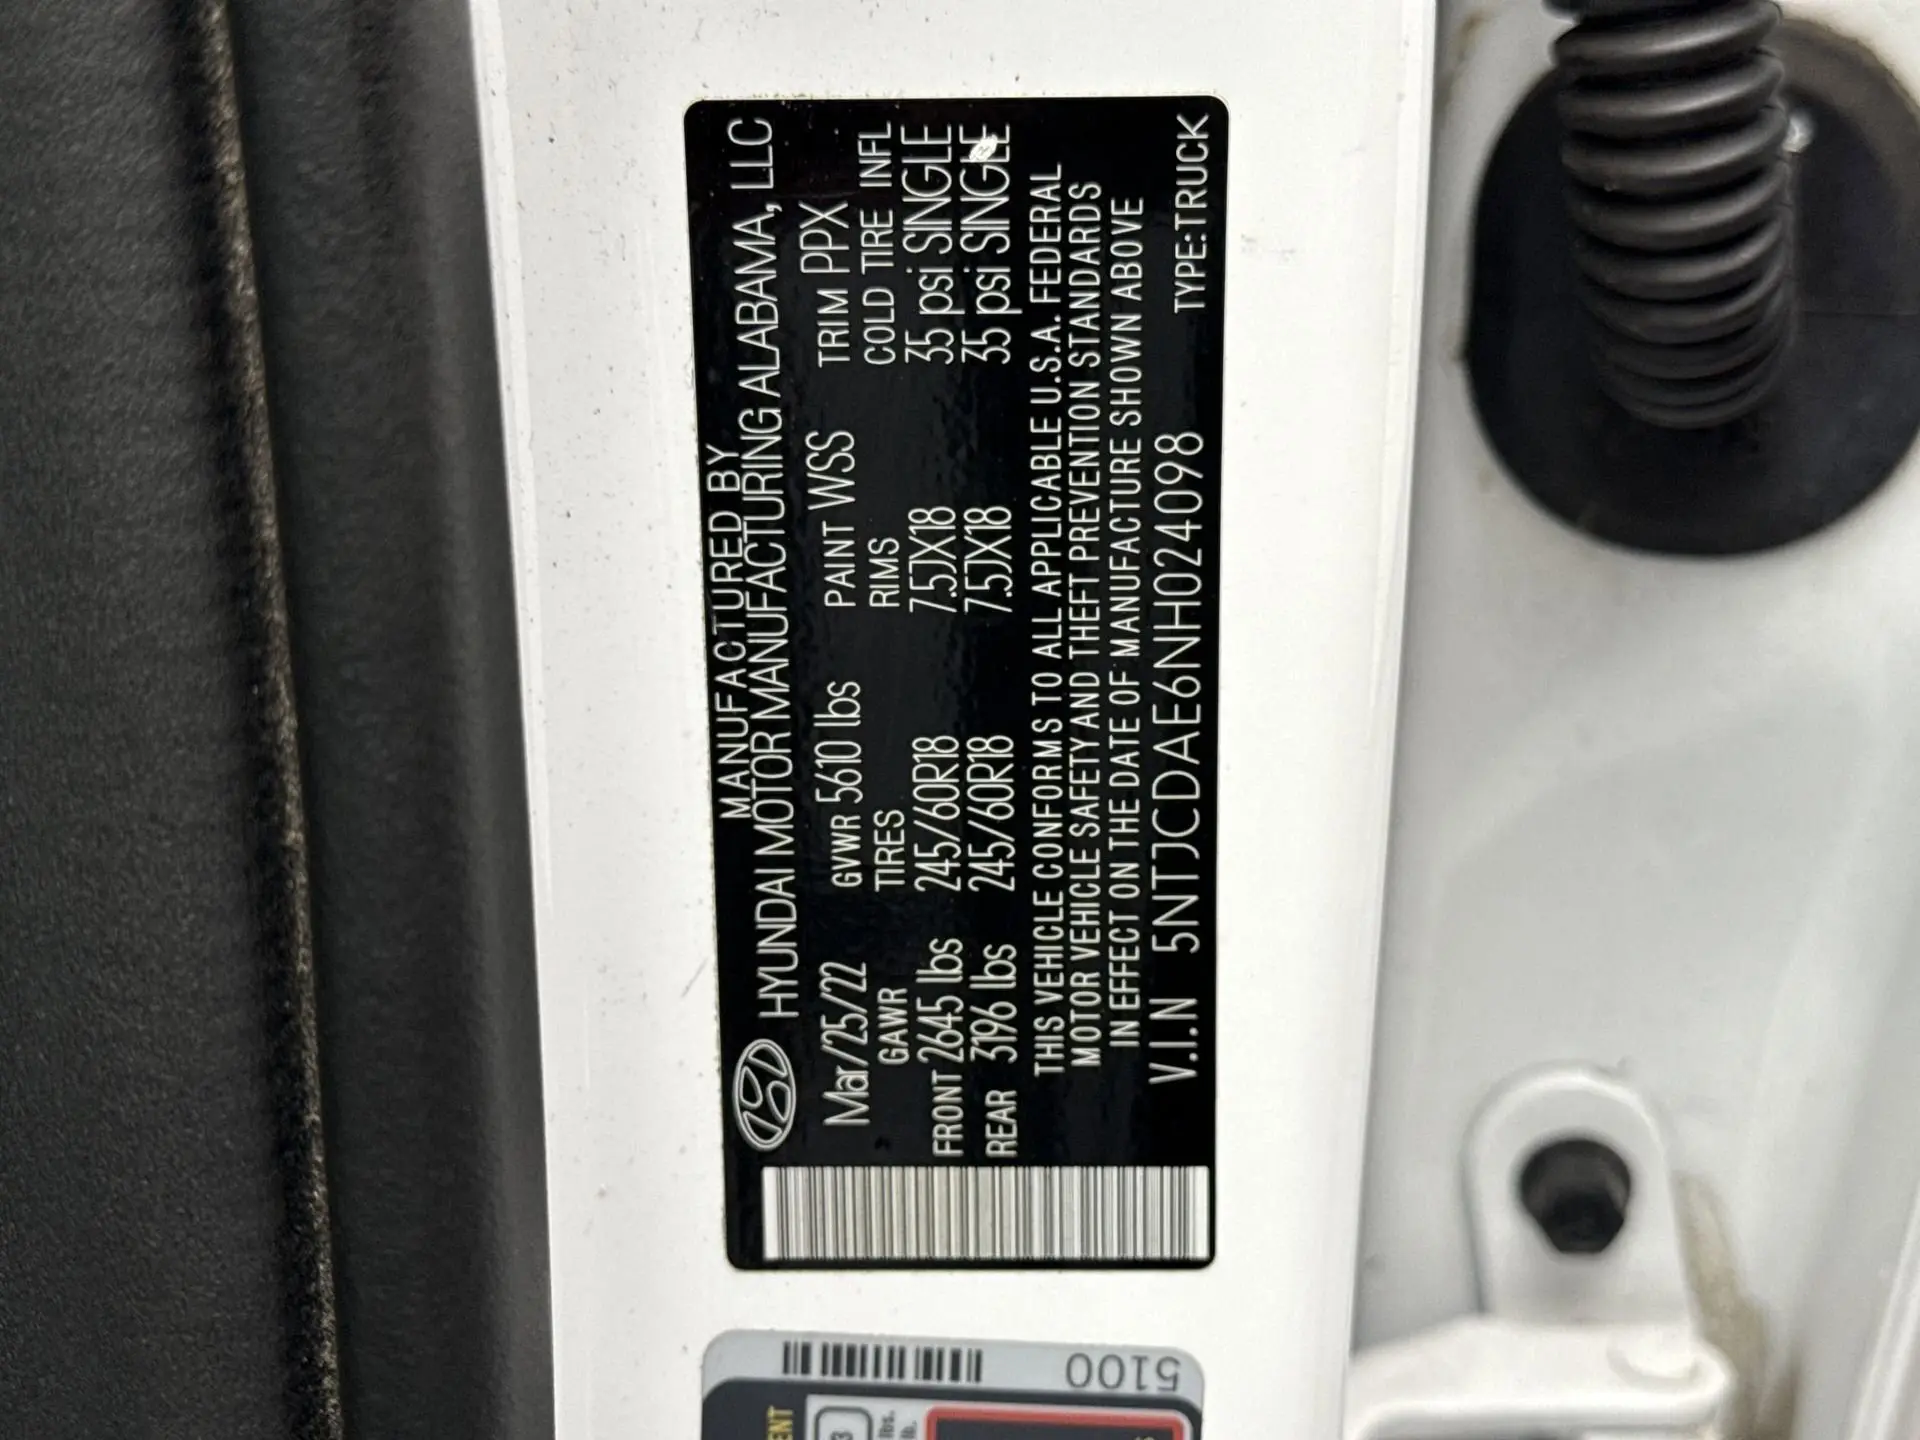 MANUFACTURED BY
HYUNDAI MOTOR MANUFACTURING ALABAMA, LLC
Mar/25/22 GVWR 5610 lbs PAINT WSS TRIM PPX
GAWR TIRES RIMS COLD TIRE INFL
FRONT 2645 lbs 245/60R18 7.5JX18 35 psi SINGLE
REAR 3196 lbs 245/60R18 7.5JX18 35 psi SINGLE
THIS VEHICLE CONFORMS TO ALL APPLICABLE U.S.A. FEDERAL
MOTOR VEHICLE SAFETY AND THEFT PREVENTION STANDARDS
IN EFFECT ON THE DATE OF MANUFACTURE SHOWN ABOVE
V.I.N 5NTJCDAE6NH024098 TYPE:TRUCK
5100